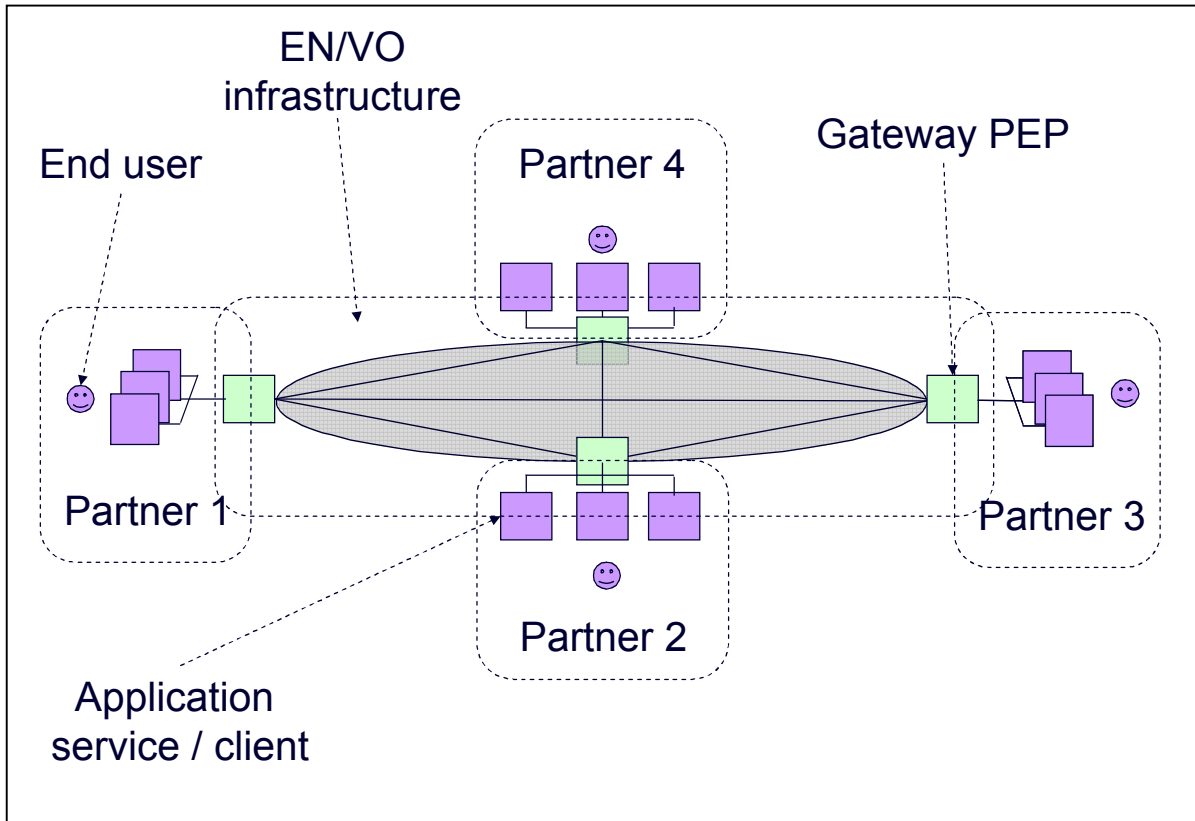 EN/VO
infrastructure
Gateway PEP
End user
Partner 4
Partner 1
Partner 3
Partner 2
Application
service / client